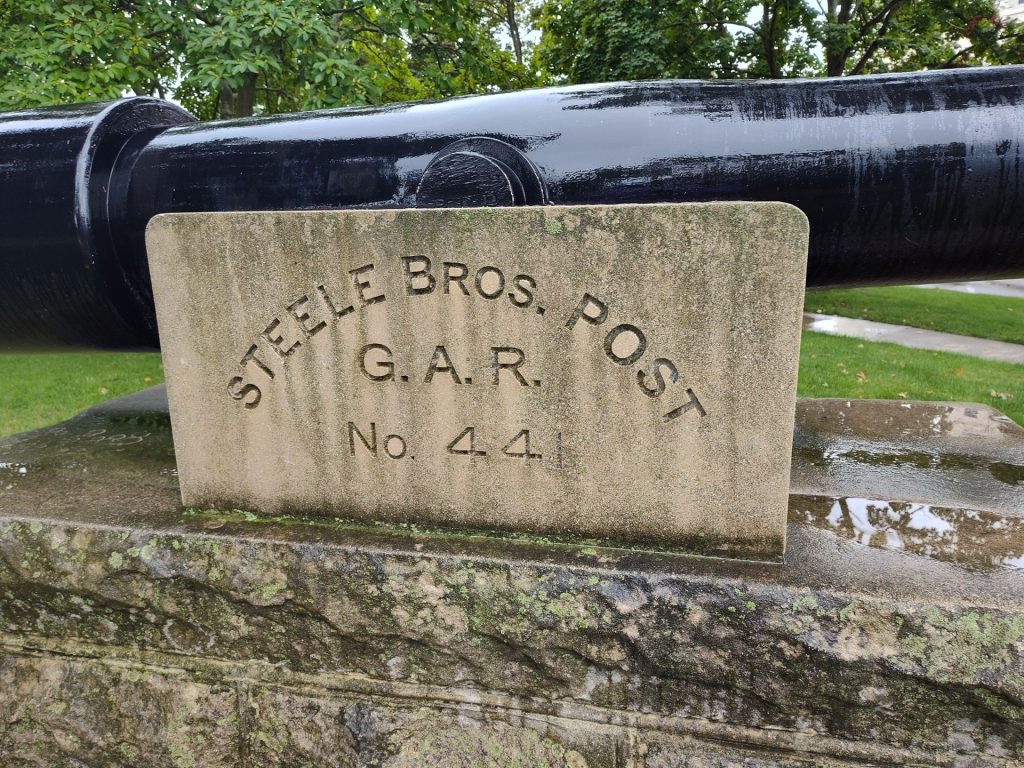 STEELE BROS. POST
G. A. R.
No. 441